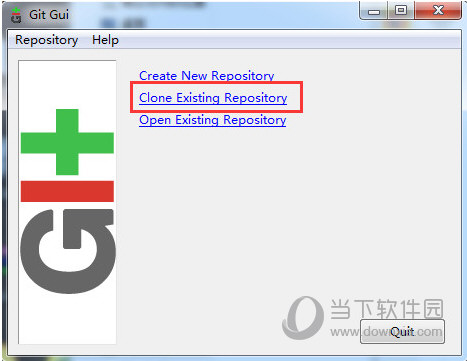 Git Gui
Repository Help
Create New Repository
Clone Existing Repository
Open Existing Repository
GIt
当下软件园
www.downxia.com
Quit